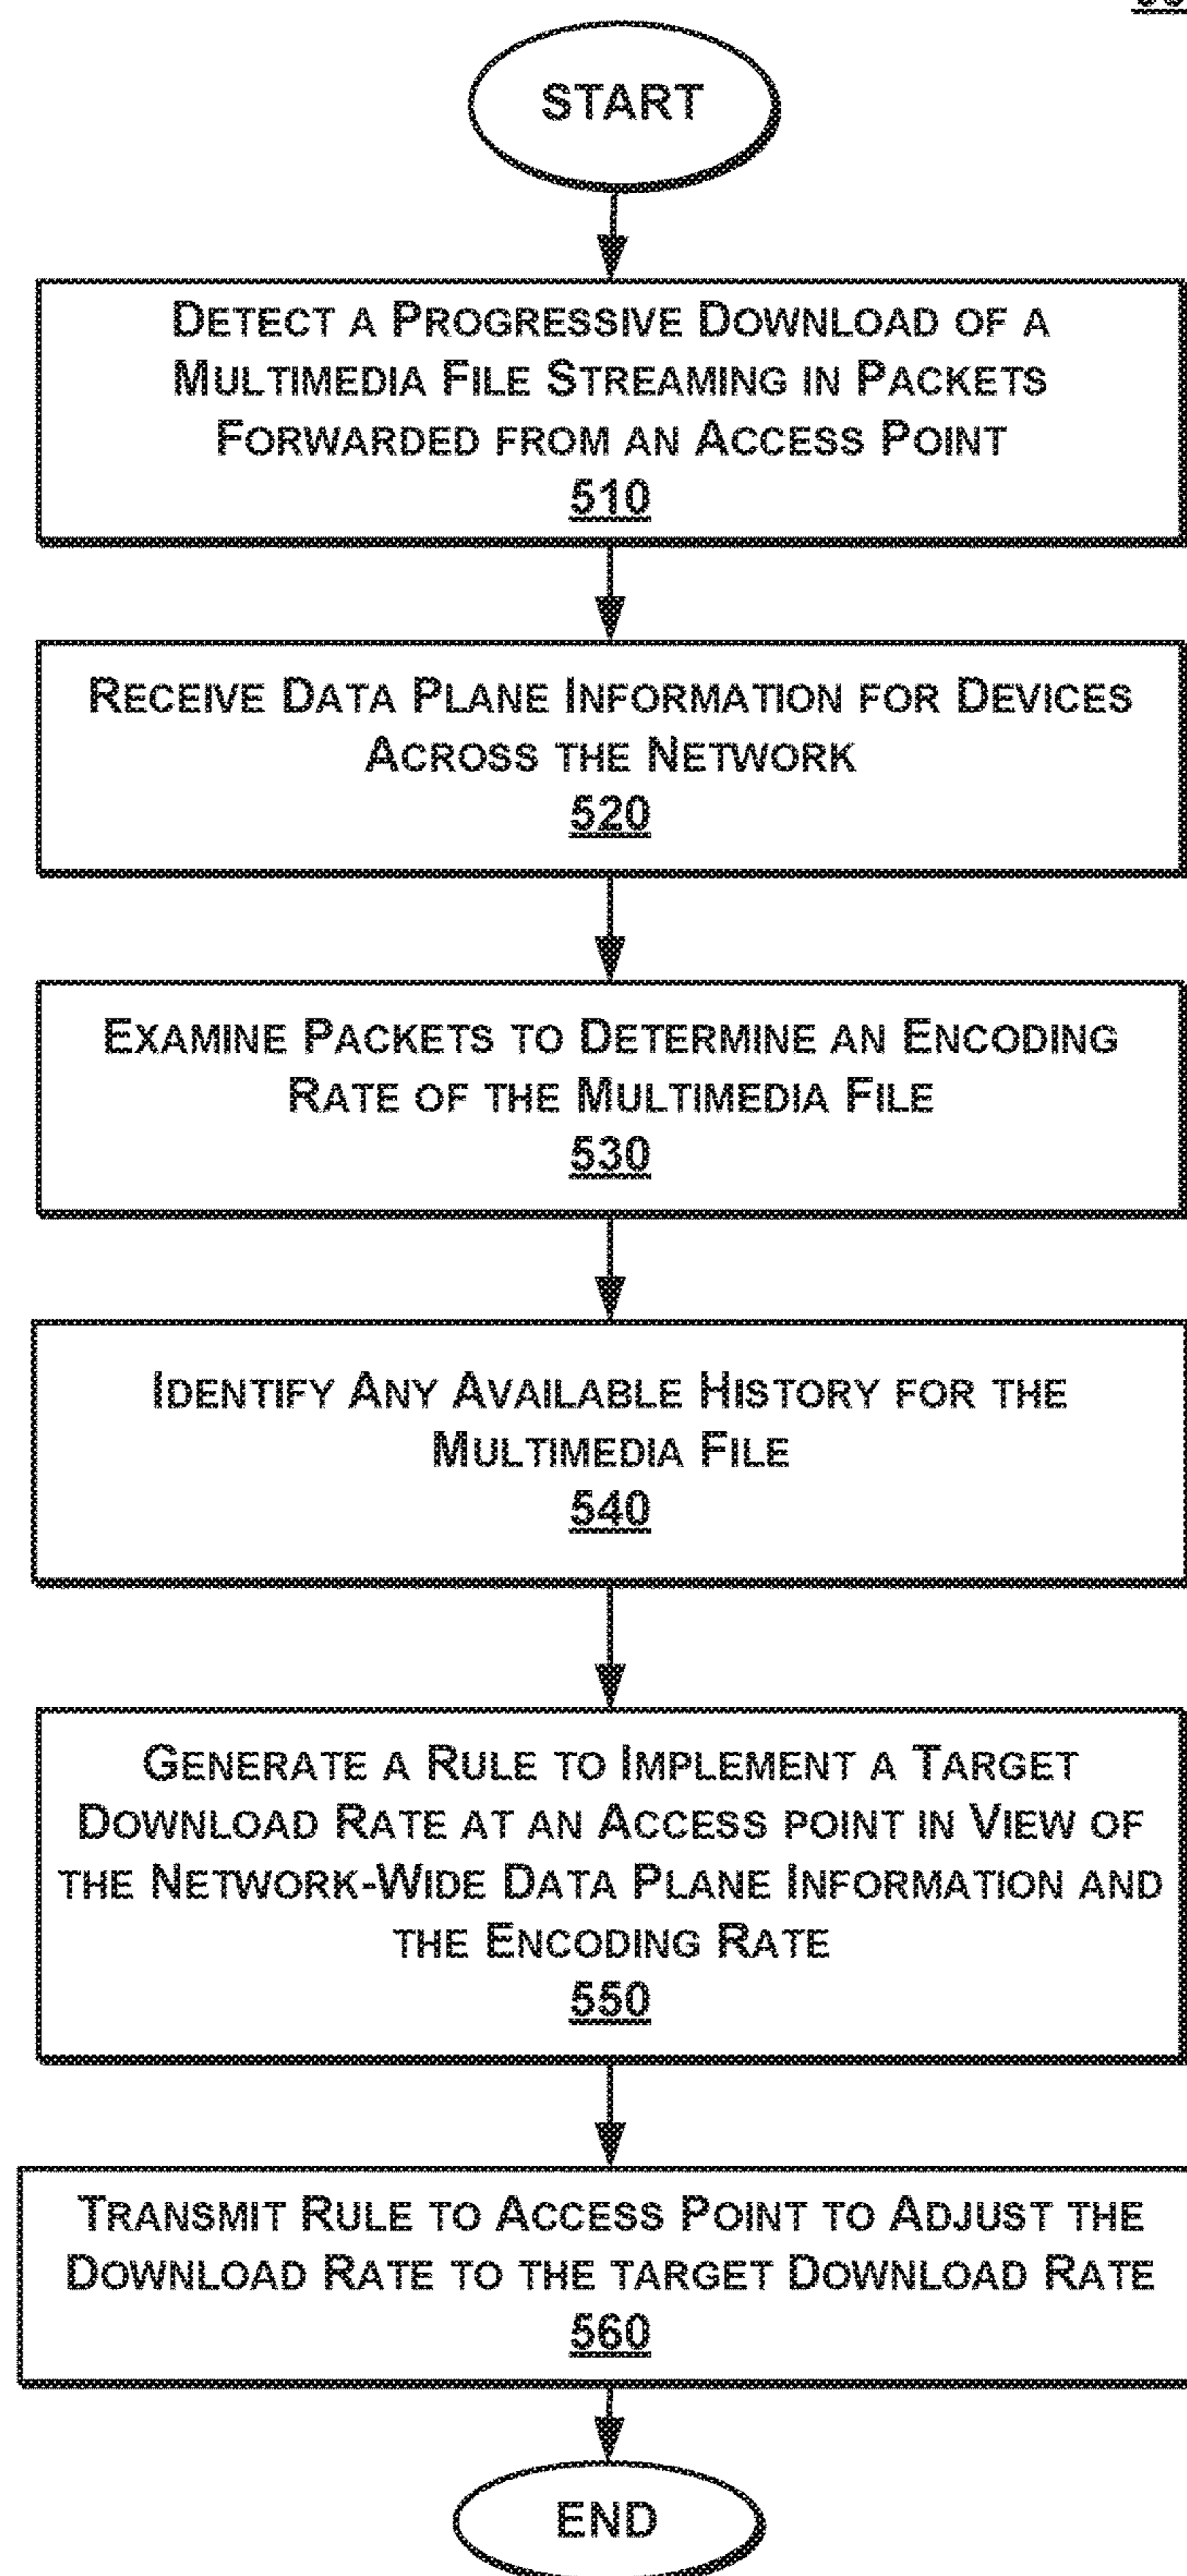 START
DETECT A PROGRESSIVE DOWNLOAD OF A
MULTIMEDIA FILE STREAMING IN PACKETS
FORWARDED FROM AN ACCESS POINT
510
RECEIVE DATA PLANE INFORMATION FOR DEVICES
ACROSS THE NETWORK
520
EXAMINE PACKETS TO DETERMINE AN ENCODING
RATE OF THE MULTIMEDIA FILE
530
IDENTIFY ANY AVAILABLE HISTORY FOR THE
MULTIMEDIA FILE
540
GENERATE A RULE TO IMPLEMENT A TARGET
DOWNLOAD RATE AT AN ACCESS POINT IN VIEW OF
THE NETWORK-WIDE DATA PLANE INFORMATION AND
THE ENCODING RATE
550
TRANSMIT RULE TO ACCESS POINT TO ADJUST THE
DOWNLOAD RATE TO THE TARGET DOWNLOAD RATE
560
END